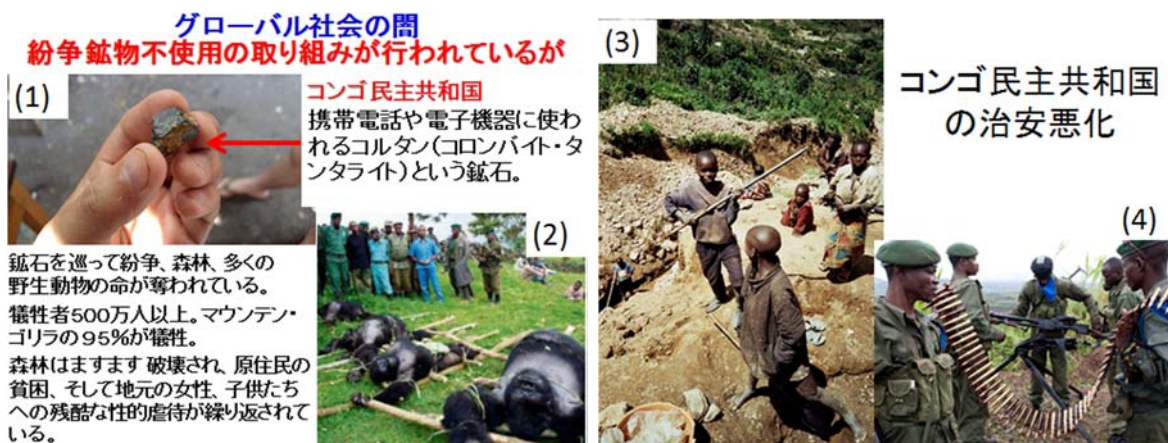 グローバル社会の闇
紛争鉱物不使用の取り組みが行われているが
(1)
コンゴ民主共和国
携帯電話や電子機器に使わ
れるコルダン(コロンバイト・タ
ンタライト)という鉱石。
(2)
鉱石を巡って紛争、森林、多くの
野生動物の命が奪われている。
犠牲者500万人以上。マウンテン・
ゴリラの95%が犠牲。
森林はますます 破壊され、原住民の
貧困、そして地元の女性、子供たち
への残酷な性的虐待が繰り返されて
いる。
(3)
コンゴ民主共和国
の治安悪化
(4)